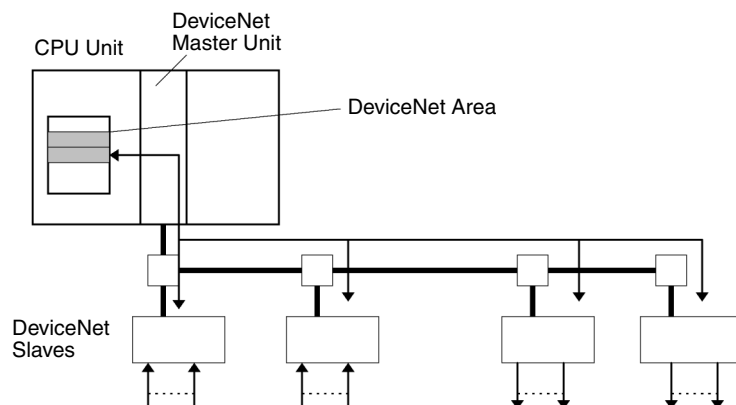 DeviceNet
Master Unit
CPU Unit
DeviceNet Area
DeviceNet
Slaves